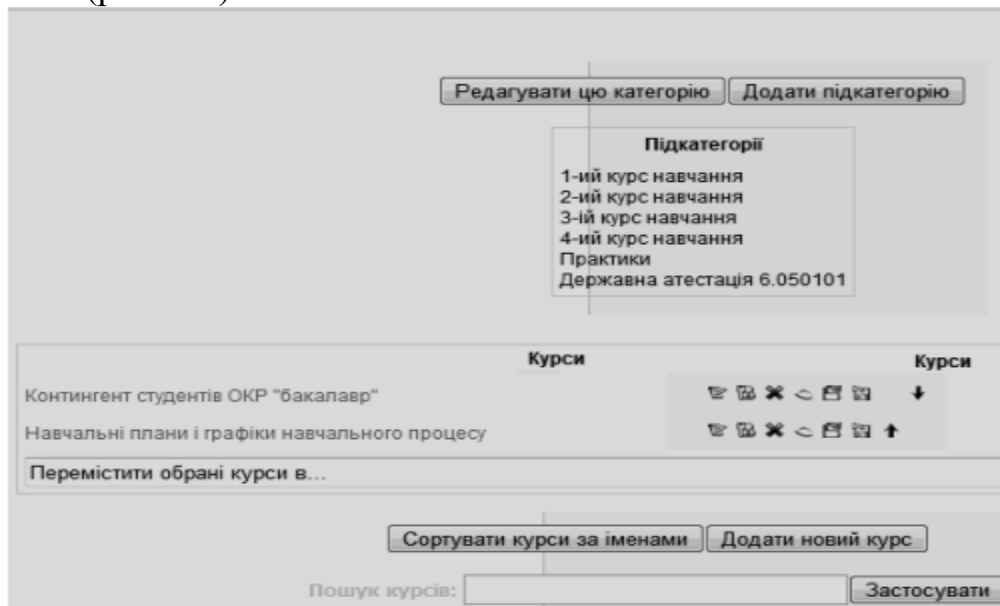 Редагувати цю категорію Додати підкатегорію
Підкатегорії
1-ий курс навчання
2-ий курс навчання
3-ій курс навчання
4-ий курс навчання
Практики
Державна атестація 6.050101
Курси Курси
Контингент студентів ОКР "бакалавр"
Навчальні плани і графіки навчального процесу
Перемістити обрані курси в...
Сортувати курси за іменами Додати новий курс
Пошук курсів: Застосувати